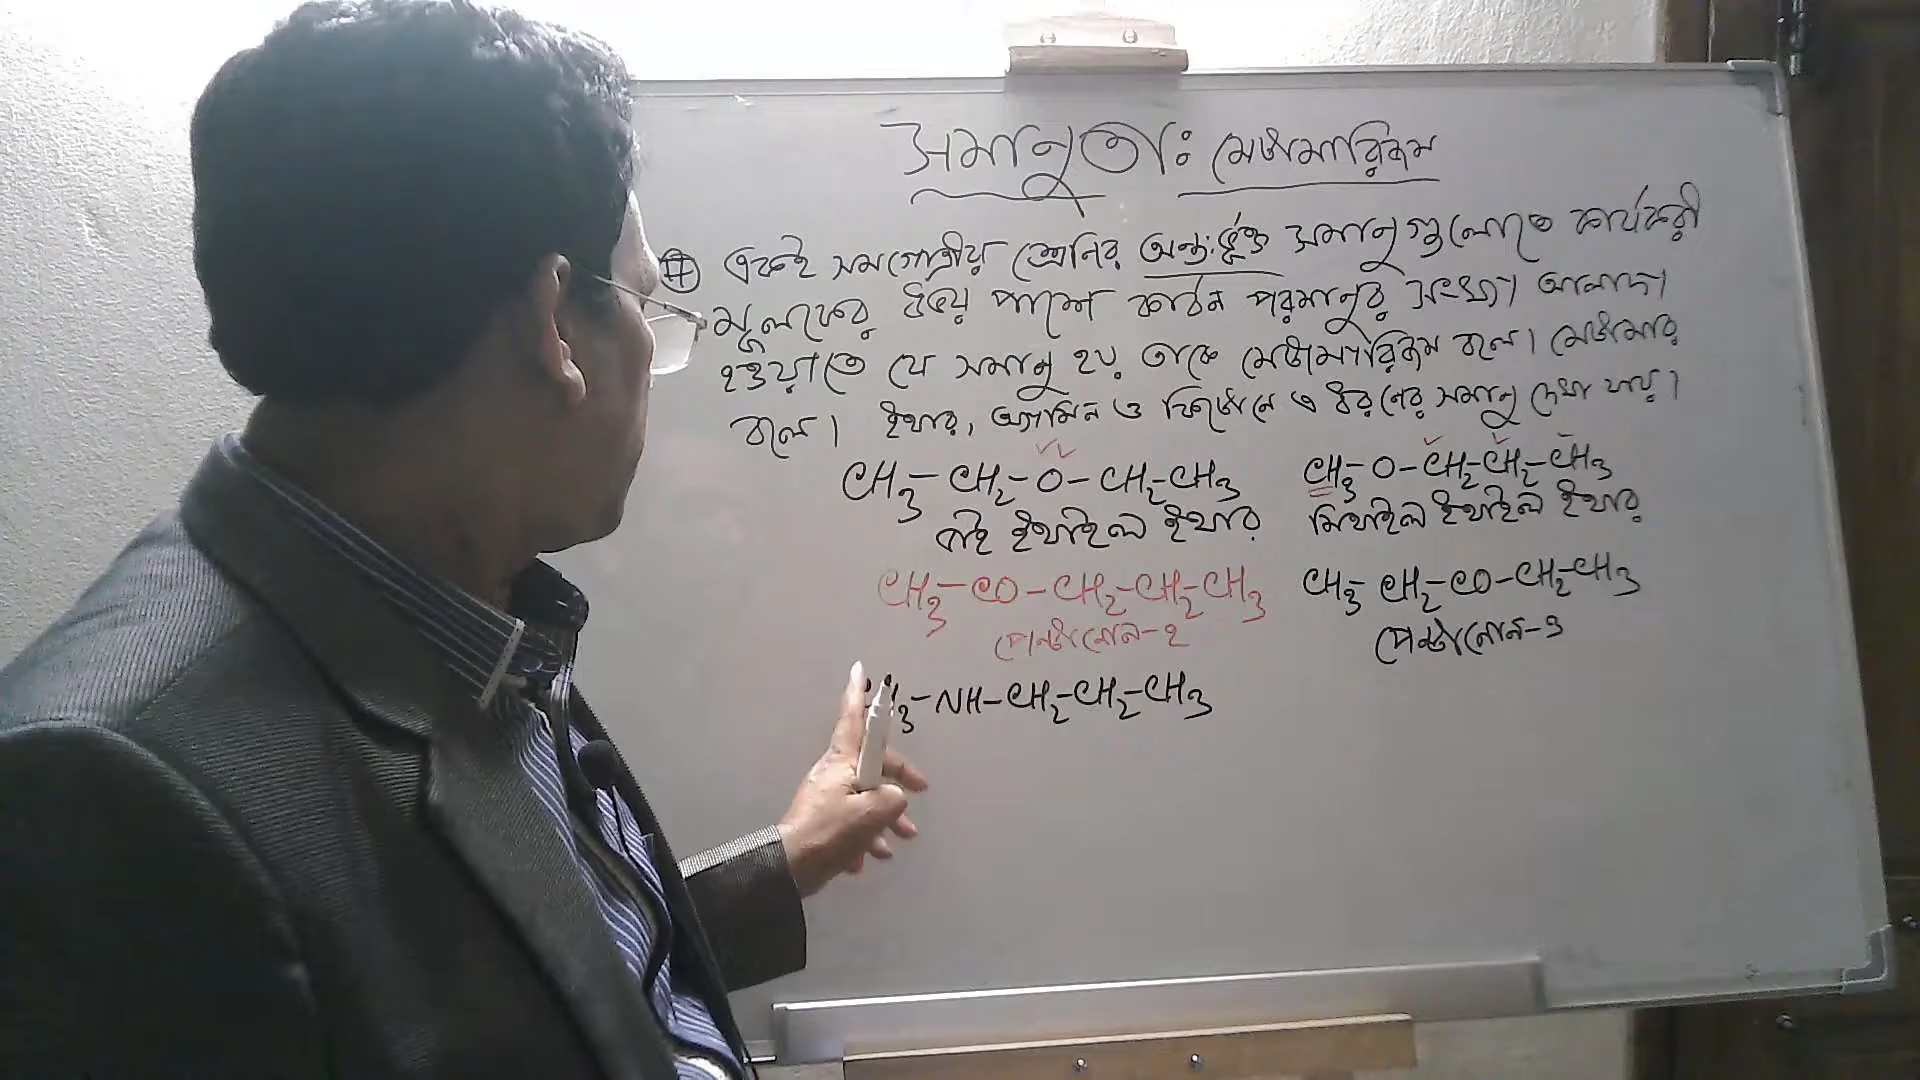 সমানুতাঃ মেটামারিজম
# একই সমগোত্রীয় শ্রেনির অন্তঃর্ভুক্ত সমানুগুলোতে কার্যকরী
মূলকের উভয় পাশে কার্বন পরমানুর সংখ্যা আলাদা
হওয়াতে যে সমানু হয় তাকে মেটামারিজম বলে। মেটামার
বলে। ইথার, অ্যামিন ও কিটোনে এ ধরনের সমানু দেখা যায়।
CH3-CH2-O-CH2-CH3 CH3-O-CH2-CH2-CH3
ডাই ইথাইল ইথার মিথাইল ইথাইল ইথার
CH3-CO-CH2-CH2-CH3 CH3-CH2-CO-CH2-CH3
পেন্টানোন-২ পেন্টানোন-৩
CH3-NH-CH2-CH2-CH3